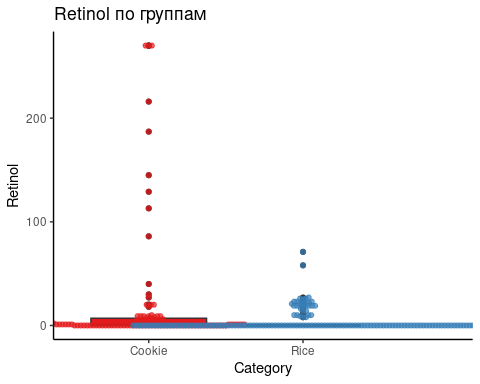 Retinol по группам
Retinol
200
100
0
Cookie
Rice
Category